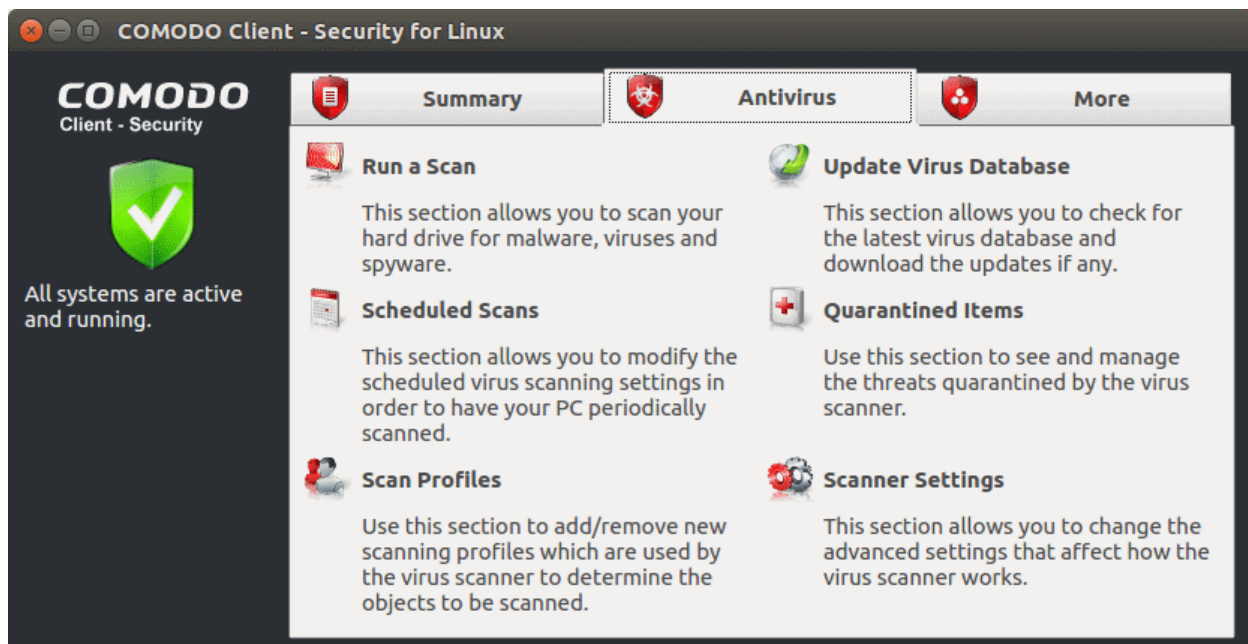 COMODO Client - Security for Linux
COMODO
Client - Security
All systems are active
and running.
Summary
Antivirus
More
Run a Scan
This section allows you to scan your
hard drive for malware, viruses and
spyware.
Update Virus Database
This section allows you to check for
the latest virus database and
download the updates if any.
Scheduled Scans
This section allows you to modify the
scheduled virus scanning settings in
order to have your PC periodically
scanned.
Quarantined Items
Use this section to see and manage
the threats quarantined by the virus
scanner.
Scan Profiles
Use this section to add/remove new
scanning profiles which are used by
the virus scanner to determine the
objects to be scanned.
Scanner Settings
This section allows you to change the
advanced settings that affect how the
virus scanner works.